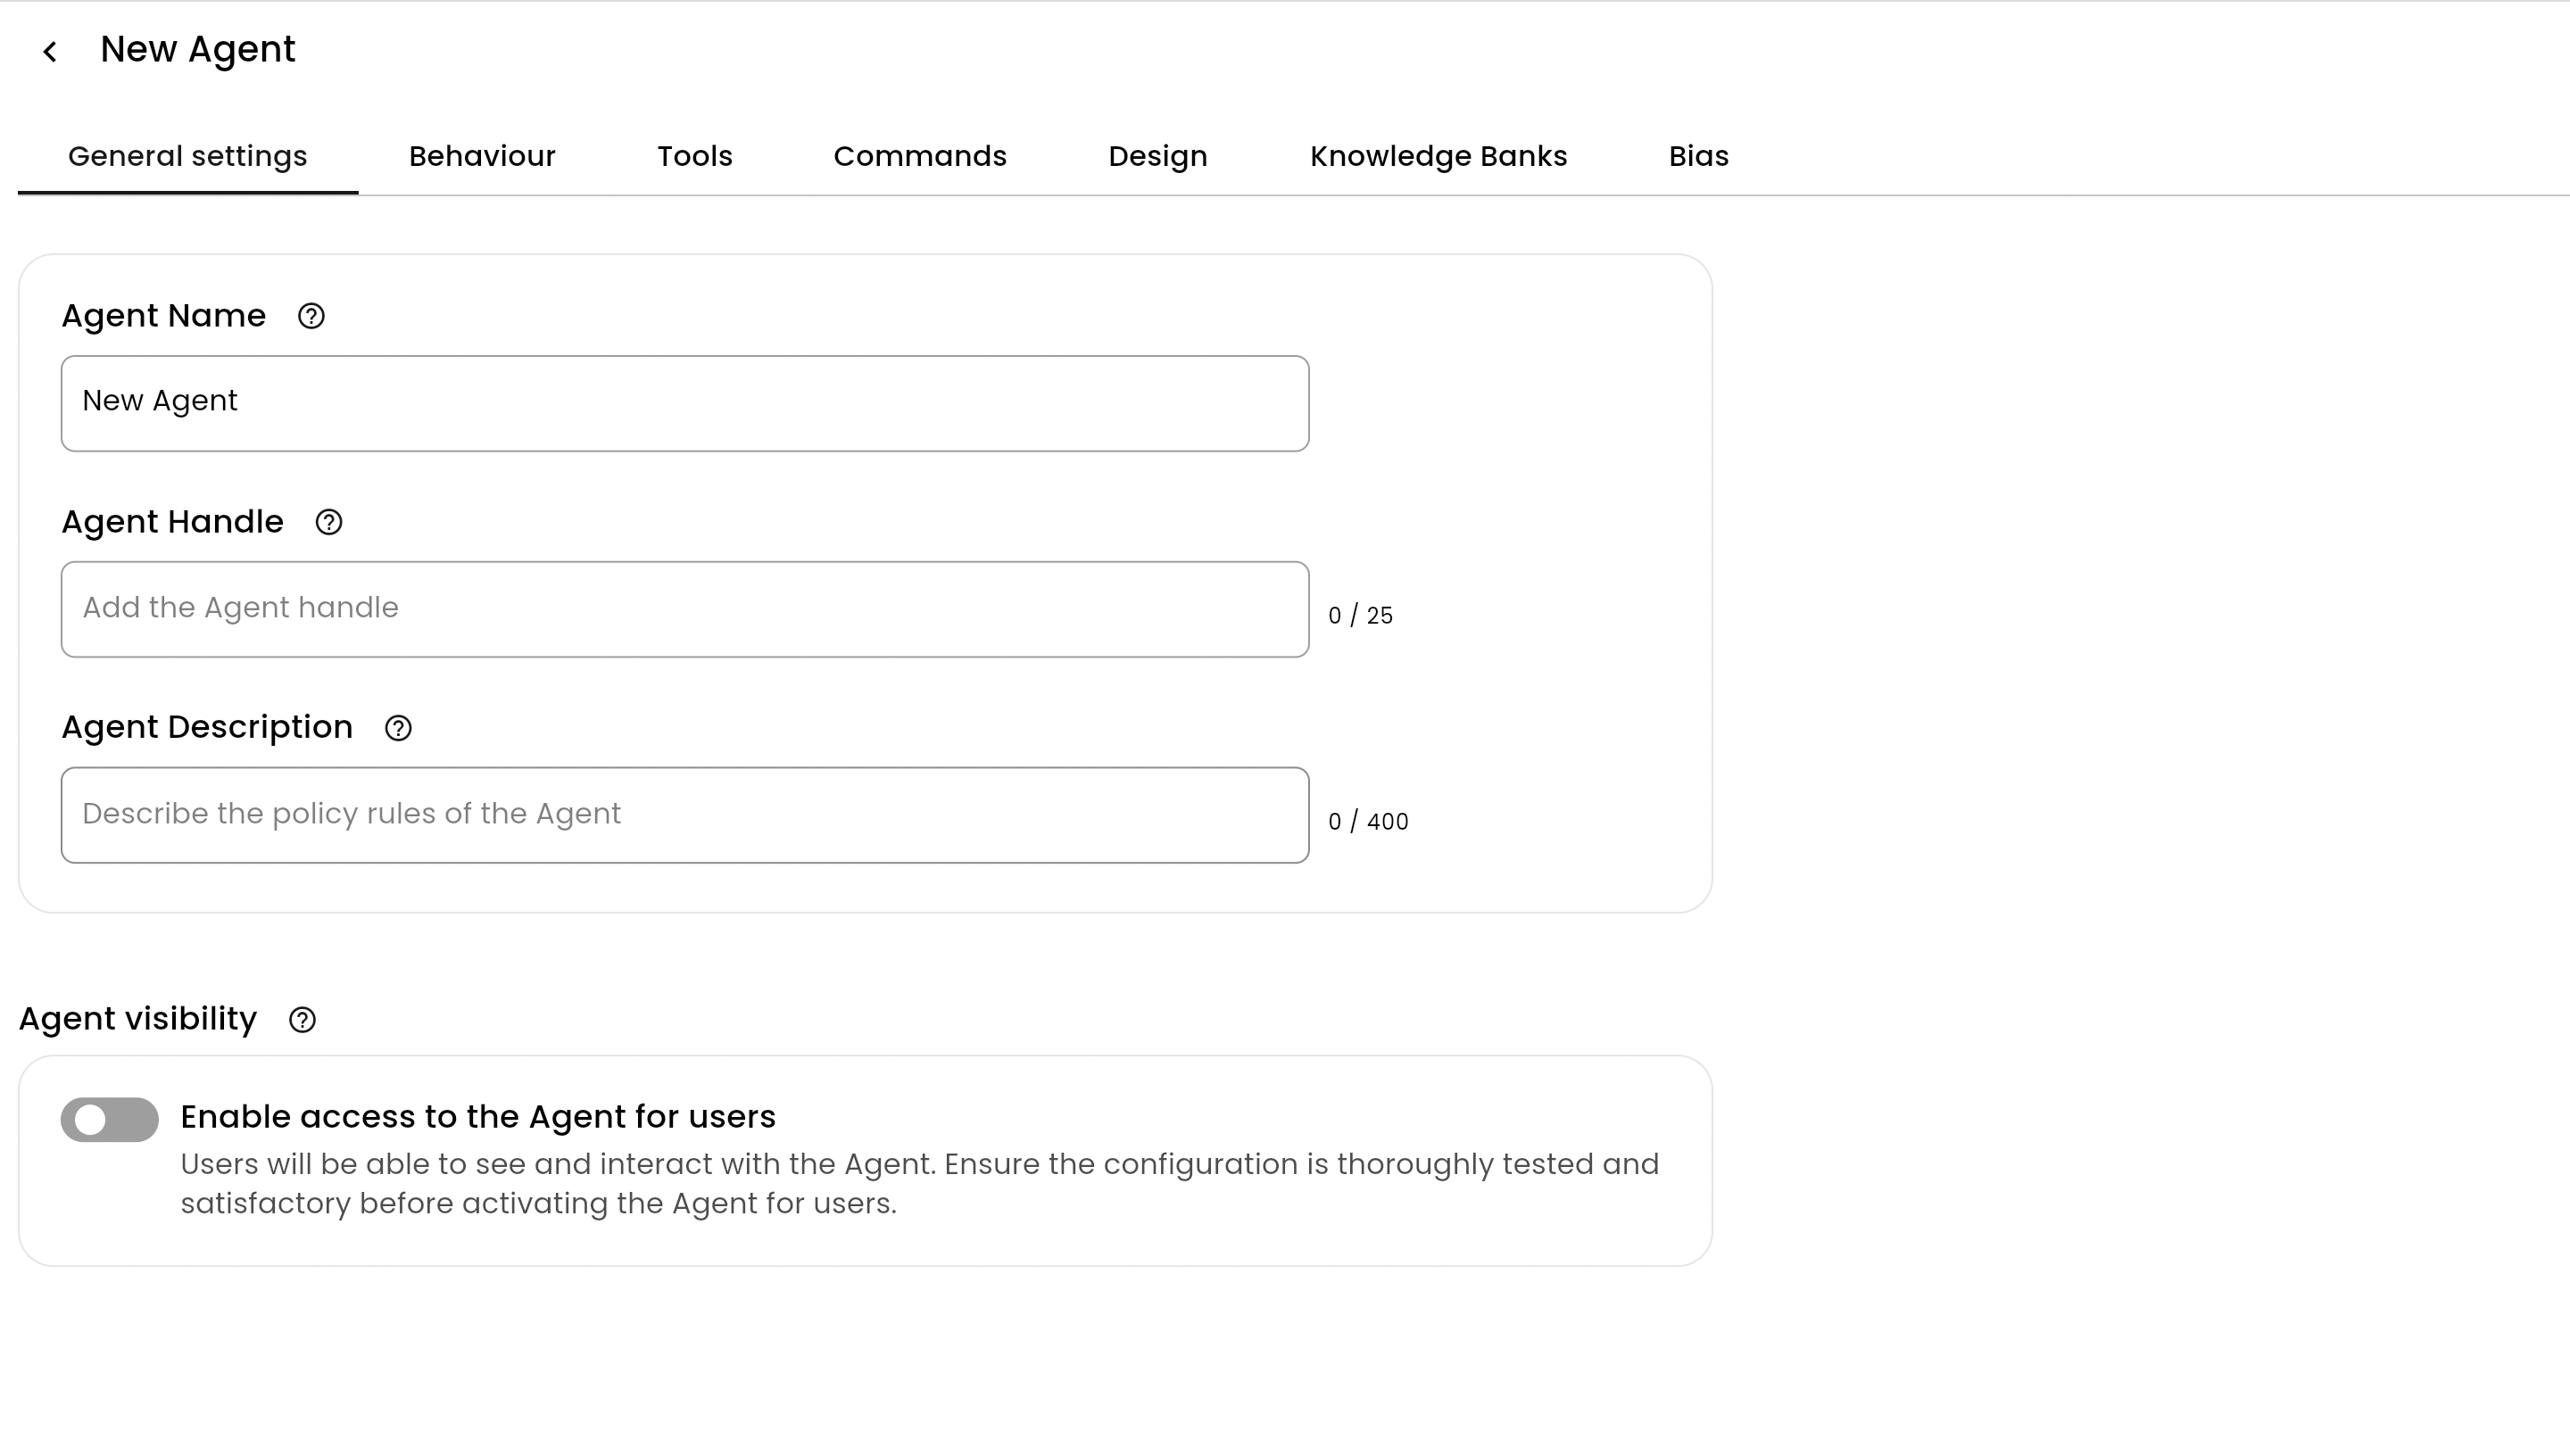 New Agent
General settings
Behaviour
Tools
Commands
Design
Knowledge Banks
Bias
Agent Name
New Agent
Agent Handle
Add the Agent handle
0 / 25
Agent Description
Describe the policy rules of the Agent
0 / 400
Agent visibility
Enable access to the Agent for users
Users will be able to see and interact with the Agent. Ensure the configuration is thoroughly tested and
satisfactory before activating the Agent for users.